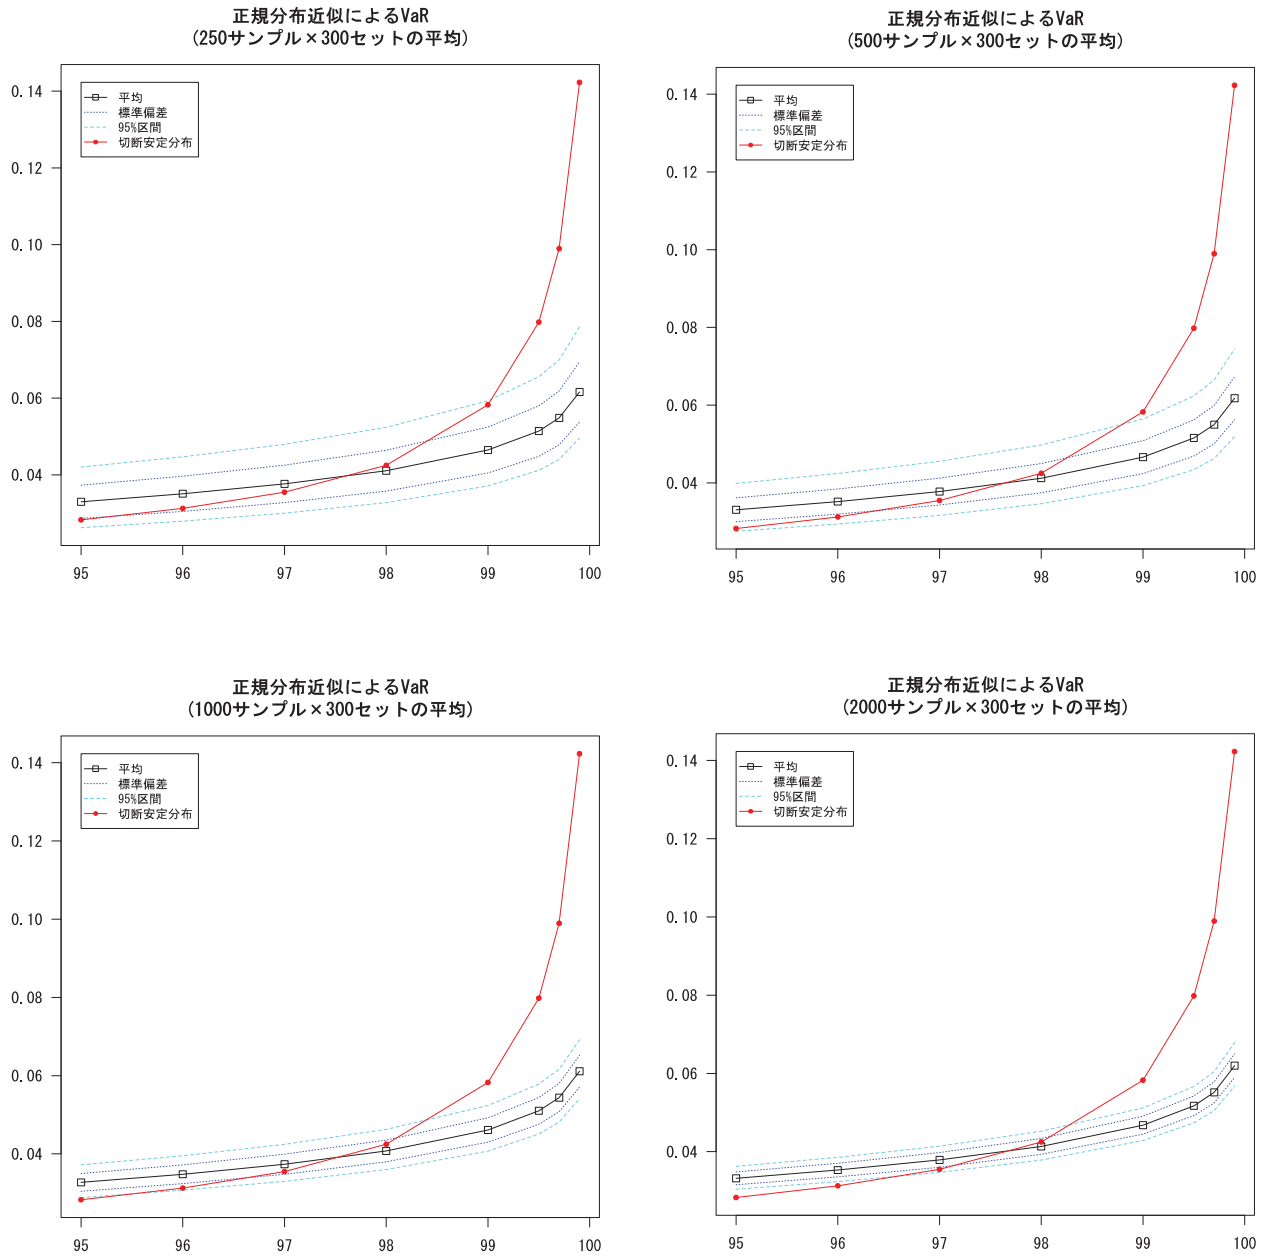 正規分布近似によるVaR
(250サンプル×300セットの平均)
平均
標準偏差
95%区間
切断安定分布
0.14
0.12
0.10
0.08
0.06
0.04
95 96 97 98 99 100
正規分布近似によるVaR
(500サンプル×300セットの平均)
平均
標準偏差
95%区間
切断安定分布
0.14
0.12
0.10
0.08
0.06
0.04
95 96 97 98 99 100
正規分布近似によるVaR
(1000サンプル×300セットの平均)
平均
標準偏差
95%区間
切断安定分布
0.14
0.12
0.10
0.08
0.06
0.04
95 96 97 98 99 100
正規分布近似によるVaR
(2000サンプル×300セットの平均)
平均
標準偏差
95%区間
切断安定分布
0.14
0.12
0.10
0.08
0.06
0.04
95 96 97 98 99 100